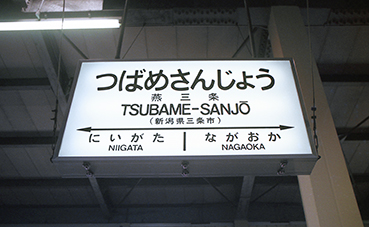 つばめさんじょう
燕三条
TSUBAME-SANJŌ
(新潟県三条市)
にいがた ながおか
NIIGATA NAGAOKA